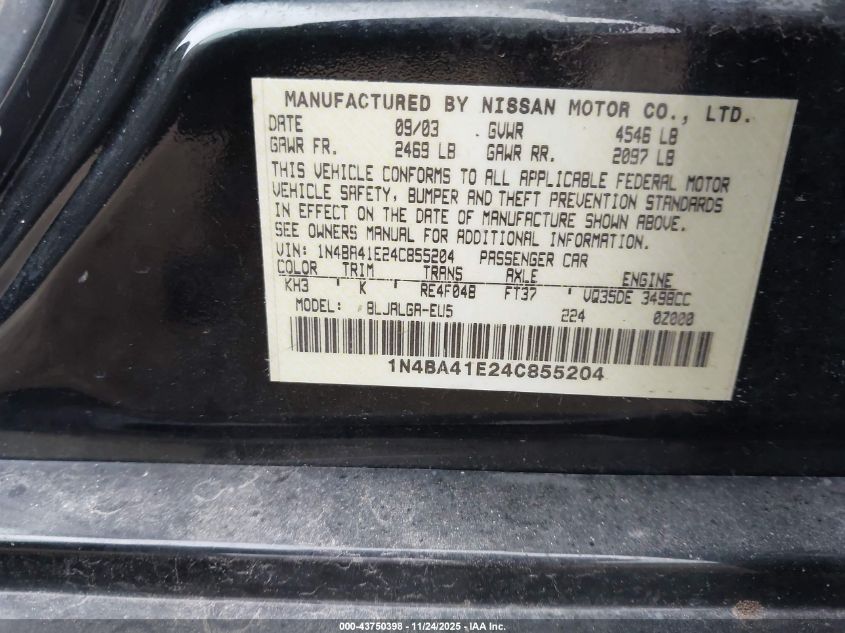 MANUFACTURED BY NISSAN MOTOR CO., LTD.
DATE 09/03 GVWR 4546 LB
GAWR FR. 2469 LB GAWR RR. 2097 LB
THIS VEHICLE CONFORMS TO ALL APPLICABLE FEDERAL MOTOR
VEHICLE SAFETY, BUMPER AND THEFT PREVENTION STANDARDS
IN EFFECT ON THE DATE OF MANUFACTURE SHOWN ABOVE.
SEE OWNERS MANUAL FOR ADDITIONAL INFORMATION.
VIN: 1N4BA41E24C855204 PASSENGER CAR
COLOR TRIM TRANS AXLE ENGINE
KH3 K RE4F04B FT37 VQ35DE 3498CC
MODEL: BLJALGA-EU5 224 0Z000
1N4BA41E24C855204
000-43750398 - 11/24/2025 - IAA Inc.